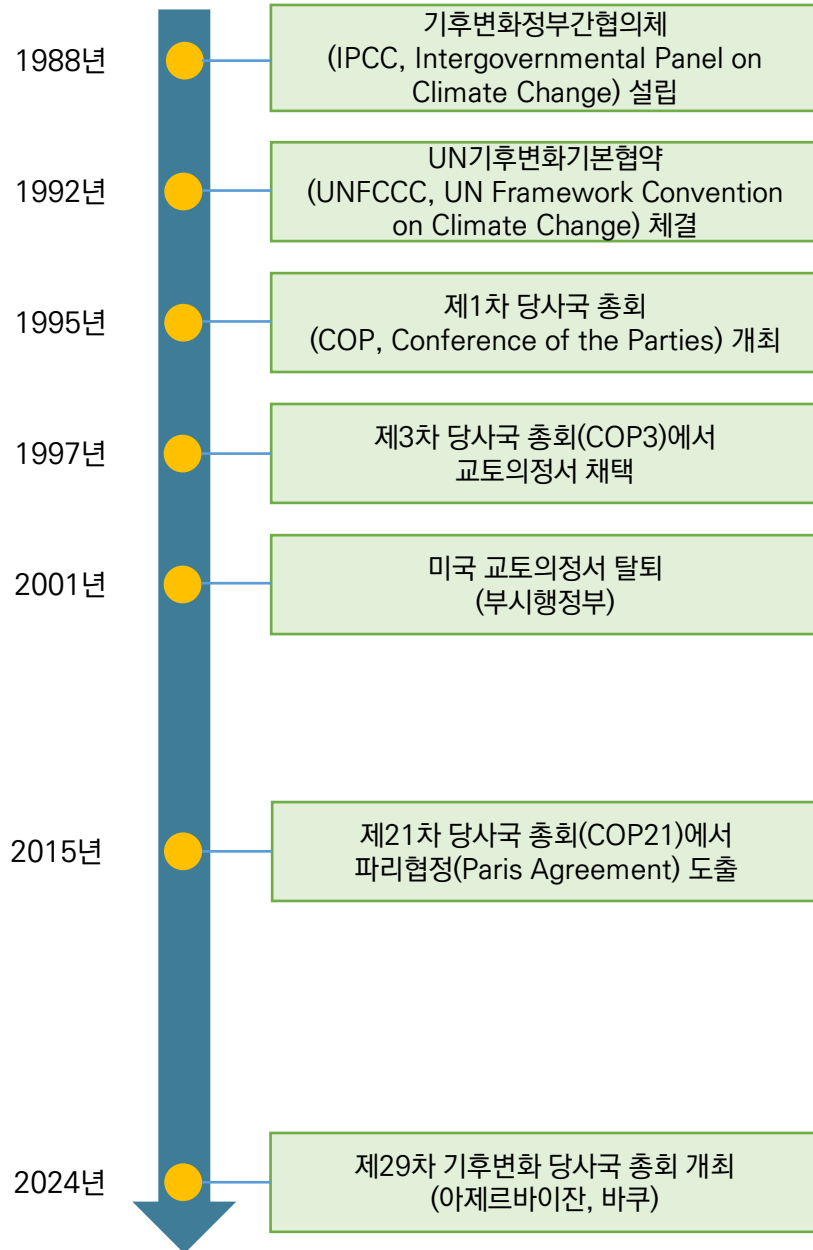 1988년
기후변화정부간협의체
(IPCC, Intergovernmental Panel on
Climate Change) 설립
1992년
UN기후변화기본협약
(UNFCCC, UN Framework Convention
on Climate Change) 체결
1995년
제1차 당사국 총회
(COP, Conference of the Parties) 개최
1997년
제3차 당사국 총회(COP3)에서
교토의정서 채택
2001년
미국 교토의정서 탈퇴
(부시행정부)
2015년
제21차 당사국 총회(COP21)에서
파리협정(Paris Agreement) 도출
2024년
제29차 기후변화 당사국 총회 개최
(아제르바이잔, 바쿠)